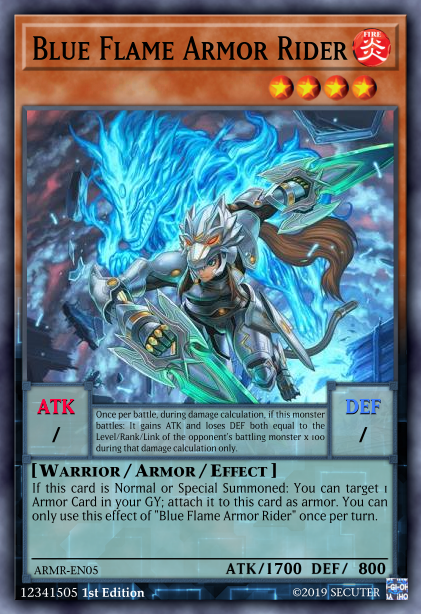 BLUE FLAME ARMOR RIDER
FIRE
炎
ATK
/
Once per battle, during damage calculation, if this monster
battles: It gains ATK and loses DEF both equal to the
Level/Rank/Link of the opponent's battling monster x 100
during that damage calculation only.
DEF
/
[WARRIOR / ARMOR / EFFECT]
If this card is Normal or Special Summoned: You can target 1
Armor Card in your GY; attach it to this card as armor. You can
only use this effect of "Blue Flame Armor Rider" once per turn.
ARMR-EN05
ATK/1700 DEF/ 800
12341505 1st Edition
©2019 SECUTER